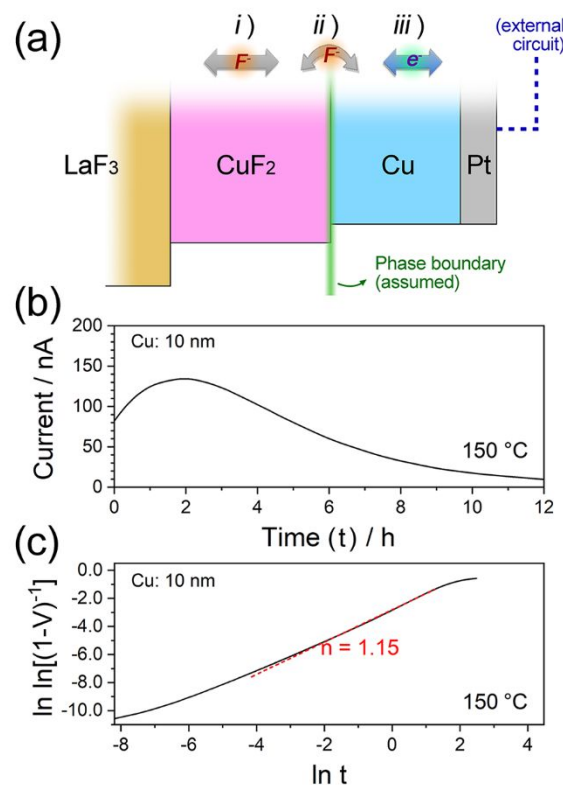 (a)
i) ii) iii)
F- F- e-
(external
circuit)
LaF₃ CuF₂ Cu Pt
Phase boundary
(assumed)
(b)
200
150
100
50
0
Current / nA
Cu: 10 nm
150 °C
0 2 4 6 8 10 12
Time (t) / h
(c)
0.0
-2.0
-4.0
-6.0
-8.0
-10.0
ln ln[(1-V)⁻¹]
Cu: 10 nm
n = 1.15
150 °C
-8 -6 -4 -2 0 2 4
ln t